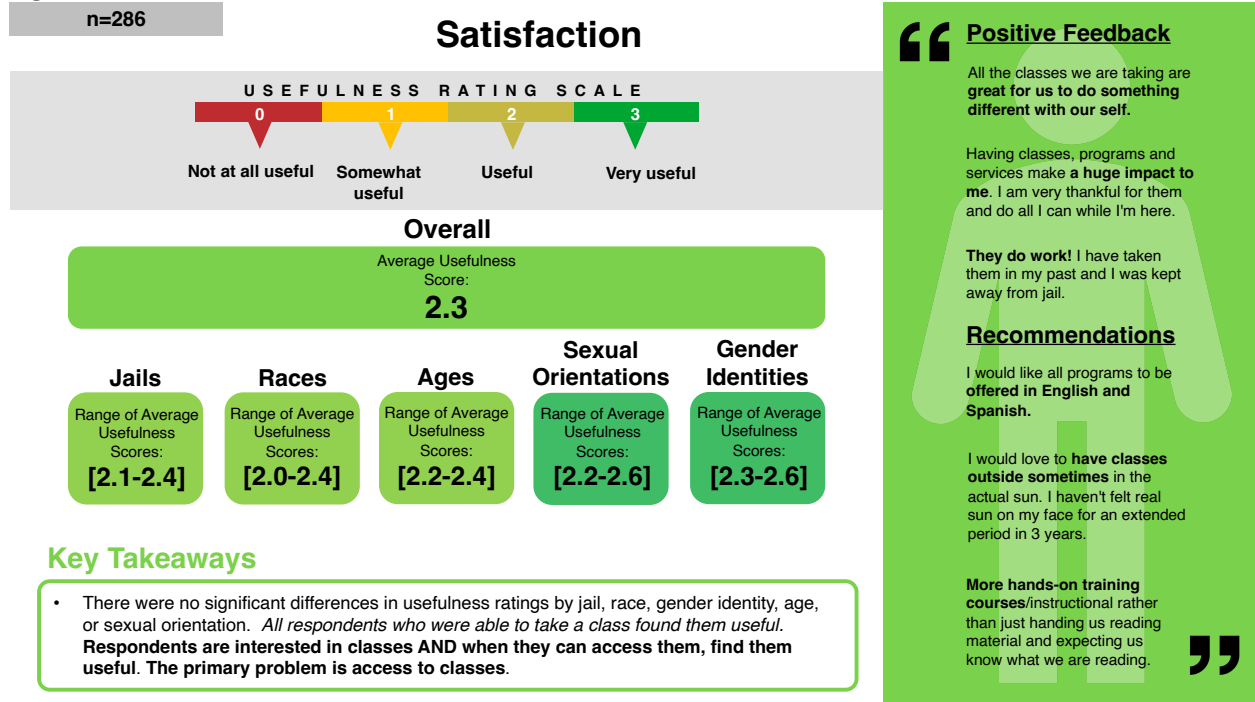 n=286
Satisfaction
USEFULNESS RATING SCALE
0 1 2 3
Not at all useful
Somewhat
useful
Useful
Very useful
Overall
Average Usefulness
Score:
2.3
Jails
Range of Average
Usefulness
Scores:
[2.1-2.4]
Races
Range of Average
Usefulness
Scores:
[2.0-2.4]
Ages
Range of Average
Usefulness
Scores:
[2.2-2.4]
Sexual
Orientations
Range of Average
Usefulness
Scores:
[2.2-2.6]
Gender
Identities
Range of Average
Usefulness
Scores:
[2.3-2.6]
Key Takeaways
• There were no significant differences in usefulness ratings by jail, race, gender identity, age,
or sexual orientation. All respondents who were able to take a class found them useful.
Respondents are interested in classes AND when they can access them, find them
useful. The primary problem is access to classes.
“
Positive Feedback
All the classes we are taking are
great for us to do something
different with our self.
Having classes, programs and
services make a huge impact to
me. I am very thankful for them
and do all I can while I'm here.
They do work! I have taken
them in my past and I was kept
away from jail.
Recommendations
I would like all programs to be
offered in English and
Spanish.
I would love to have classes
outside sometimes in the
actual sun. I haven't felt real
sun on my face for an extended
period in 3 years.
More hands-on training
courses/instructional rather
than just handing us reading
material and expecting us
know what we are reading.
”